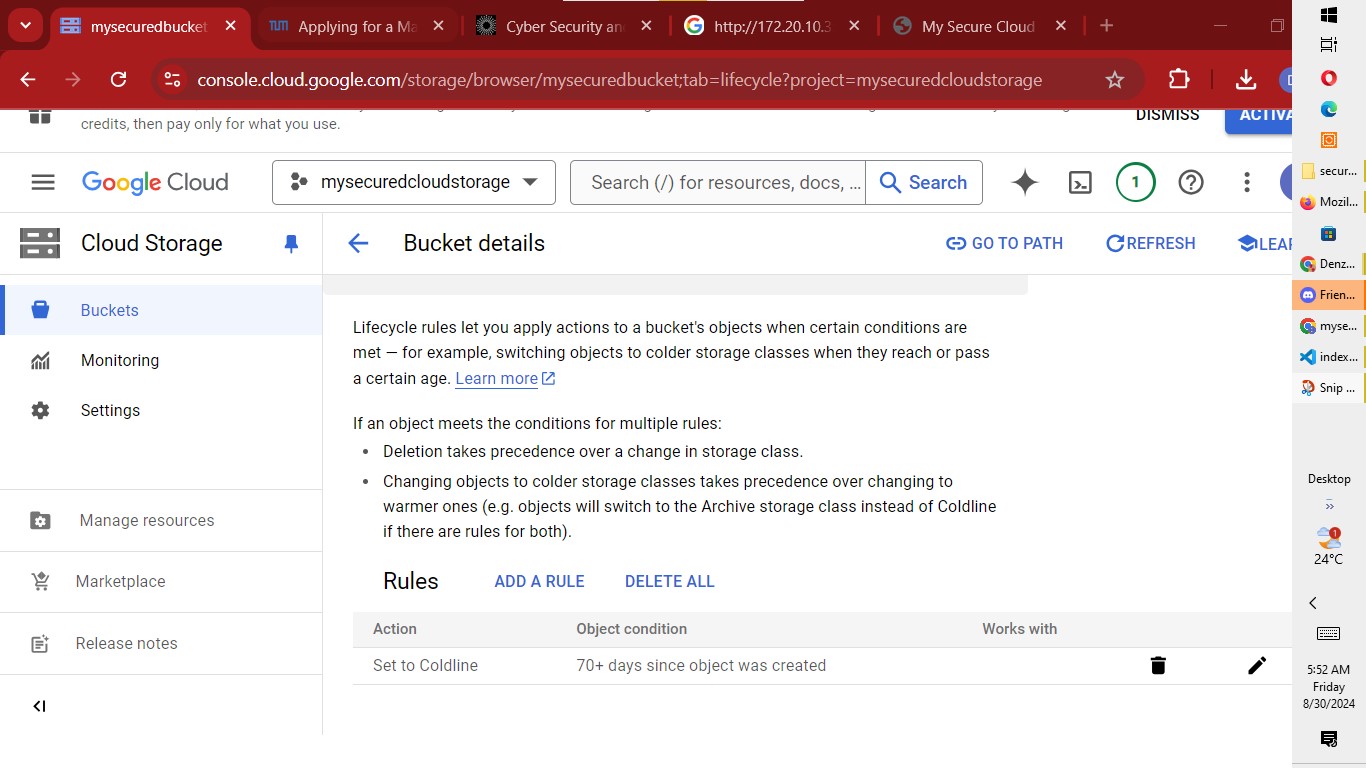 mysecuredbucket
Applying for a Ma
Cyber Security an
http://172.20.10.3
My Secure Cloud
console.cloud.google.com/storage/browser/mysecuredbucket;tab=lifecycle?project=mysecuredcloudstorage
credits, then pay only for what you use.
DISMISS
ACTIVA
Google Cloud
mysecuredcloudstorage
Search (/) for resources, docs, ...
Search
1
Cloud Storage
Bucket details
GO TO PATH
REFRESH
LEAR
Buckets
Monitoring
Settings
Manage resources
Marketplace
Release notes
Lifecycle rules let you apply actions to a bucket's objects when certain conditions are
met — for example, switching objects to colder storage classes when they reach or pass
a certain age. Learn more
If an object meets the conditions for multiple rules:
• Deletion takes precedence over a change in storage class.
• Changing objects to colder storage classes takes precedence over changing to
warmer ones (e.g. objects will switch to the Archive storage class instead of Coldline
if there are rules for both).
Rules
ADD A RULE
DELETE ALL
Action Object condition Works with
Set to Coldline 70+ days since object was created
secur...
Mozil...
Denz...
Frien...
myse...
index...
Snip ...
Desktop
1
24°C
5:52 AM
Friday
8/30/2024